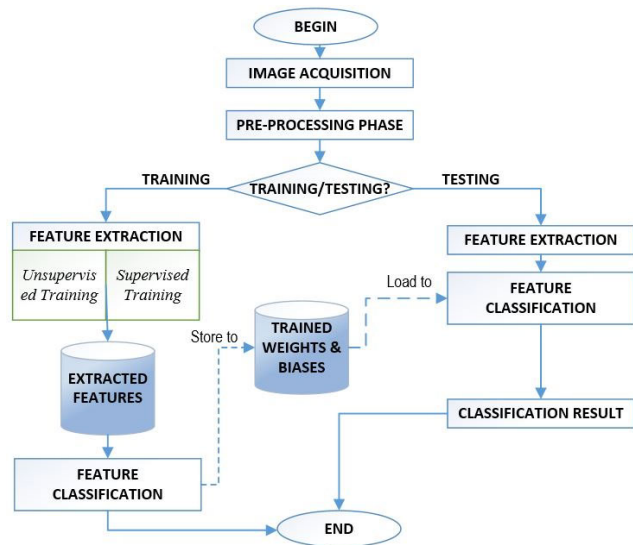 BEGIN
IMAGE ACQUISITION
PRE-PROCESSING PHASE
TRAINING
TRAINING/TESTING?
TESTING
FEATURE EXTRACTION
Unsupervis
ed Training
Supervised
Training
EXTRACTED
FEATURES
FEATURE
CLASSIFICATION
Store to
TRAINED
WEIGHTS &
BIASES
Load to
FEATURE EXTRACTION
FEATURE
CLASSIFICATION
CLASSIFICATION RESULT
END